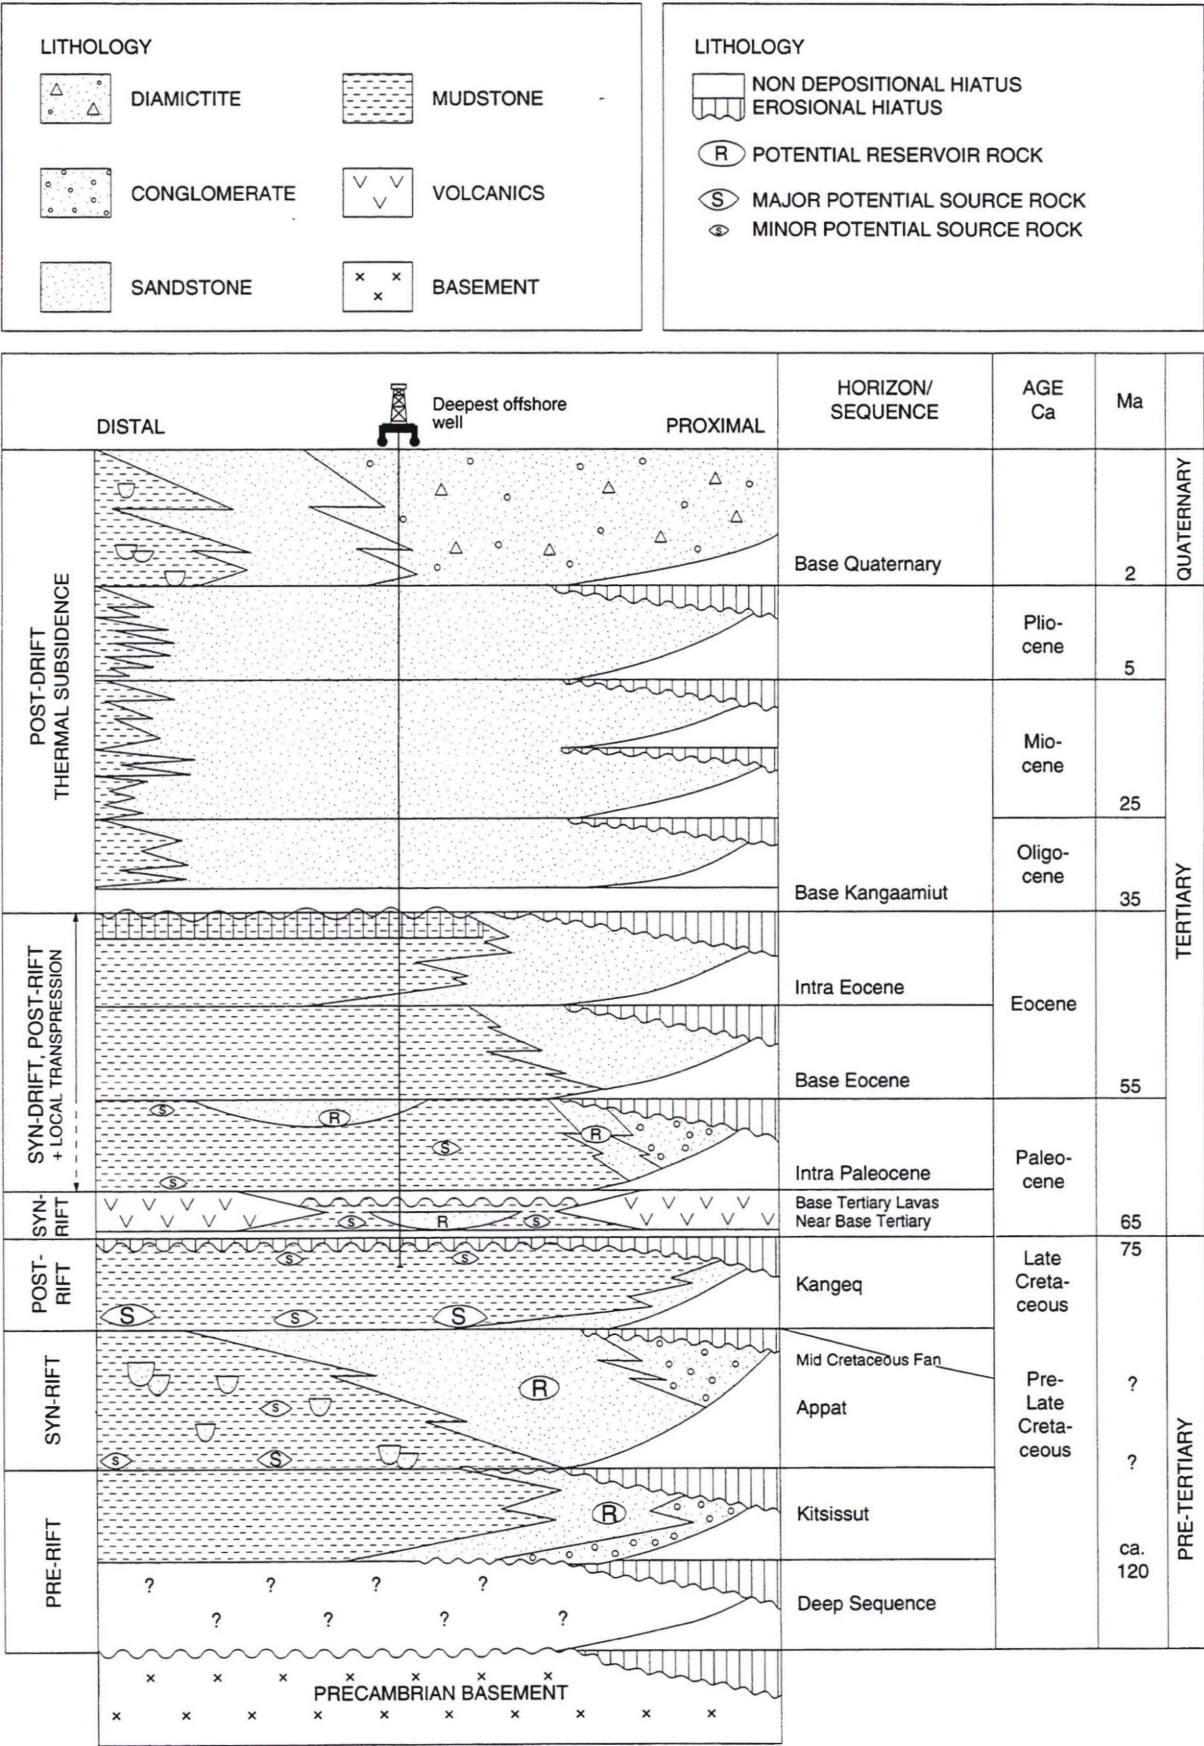 LITHOLOGY
DIAMICTITE
MUDSTONE
CONGLOMERATE
VOLCANICS
SANDSTONE
BASEMENT
LITHOLOGY
NON DEPOSITIONAL HIATUS
EROSIONAL HIATUS
R POTENTIAL RESERVOIR ROCK
S MAJOR POTENTIAL SOURCE ROCK
s MINOR POTENTIAL SOURCE ROCK
DISTAL
Deepest offshore
well
PROXIMAL
HORIZON/
SEQUENCE
AGE
Ca
Ma
POST-DRIFT
THERMAL SUBSIDENCE
Base Quaternary
2
QUATERNARY
Plio-
cene
5
Mio-
cene
25
Oligo-
cene
Base Kangaamiut
35
TERTIARY
SYN-DRIFT, POST-RIFT
+ LOCAL TRANSPRESSION
Intra Eocene
Eocene
Base Eocene
55
s
R
S
R
s
Intra Paleocene
Paleo-
cene
SYN-
RIFT
s
R
s
Base Tertiary Lavas
Near Base Tertiary
65
POST-
RIFT
s
s
S
s
S
Kangeq
Late
Creta-
ceous
75
SYN-RIFT
R
s
s
S
Mid Cretaceous Fan
Appat
Pre-
Late
Creta-
ceous
?
?
PRE-TERTIARY
PRE-RIFT
R
Kitsissut
ca.
120
? ? ? ?
? ? ? ?
Deep Sequence
PRECAMBRIAN BASEMENT